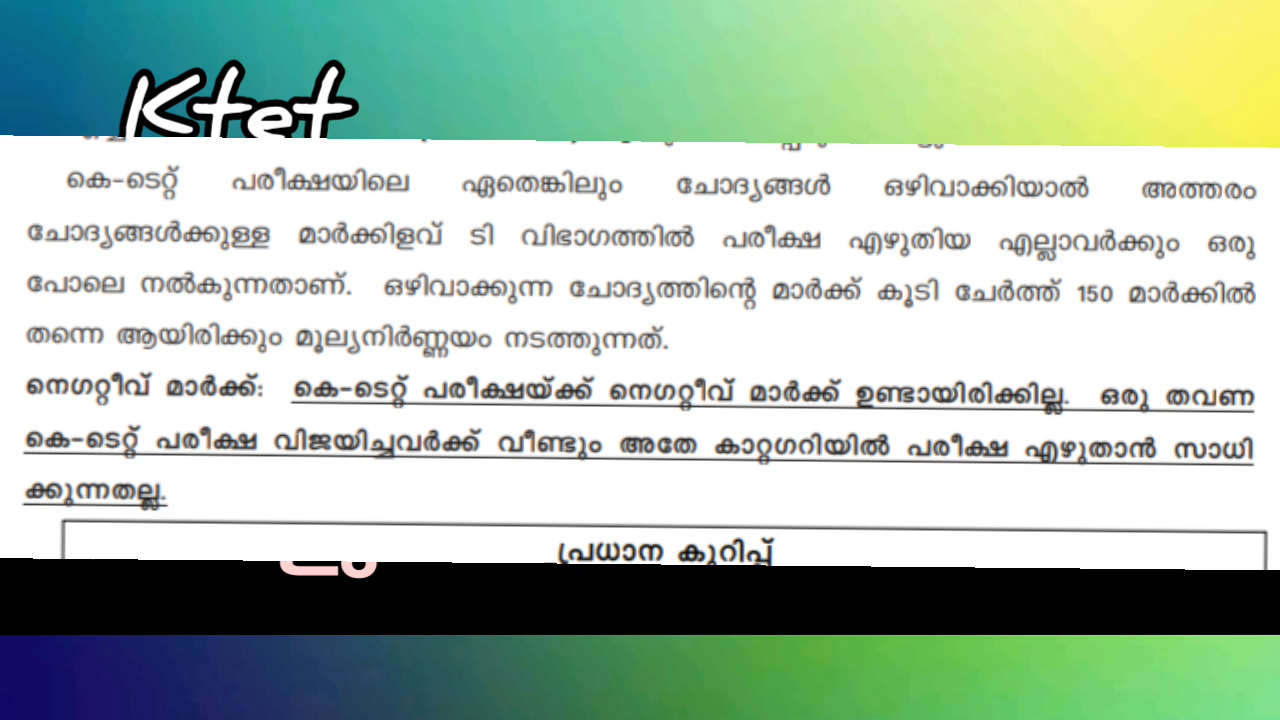 Ktet
കെ-ടെറ്റ് പരീക്ഷയിലെ ഏതെങ്കിലും ചോദ്യങ്ങൾ ഒഴിവാക്കിയാൽ അത്തരം
ചോദ്യങ്ങൾക്കുള്ള മാർക്കിളവ് ടി വിഭാഗത്തിൽ പരീക്ഷ എഴുതിയ എല്ലാവർക്കും ഒരു
പോലെ നൽകുന്നതാണ്. ഒഴിവാക്കുന്ന ചോദ്യത്തിന്റെ മാർക്ക് കൂടി ചേർത്ത് 150 മാർക്കിൽ
തന്നെ ആയിരിക്കും മൂല്യനിർണ്ണയം നടത്തുന്നത്.
നെഗറ്റീവ് മാർക്ക്: കെ-ടെറ്റ് പരീക്ഷയ്ക്ക് നെഗറ്റീവ് മാർക്ക് ഉണ്ടായിരിക്കില്ല. ഒരു തവണ
കെ-ടെറ്റ് പരീക്ഷ വിജയിച്ചവർക്ക് വീണ്ടും അതേ കാറ്റഗറിയിൽ പരീക്ഷ എഴുതാൻ സാധി
ക്കുന്നതല്ല.
പ്രധാന കുറിപ്പ്